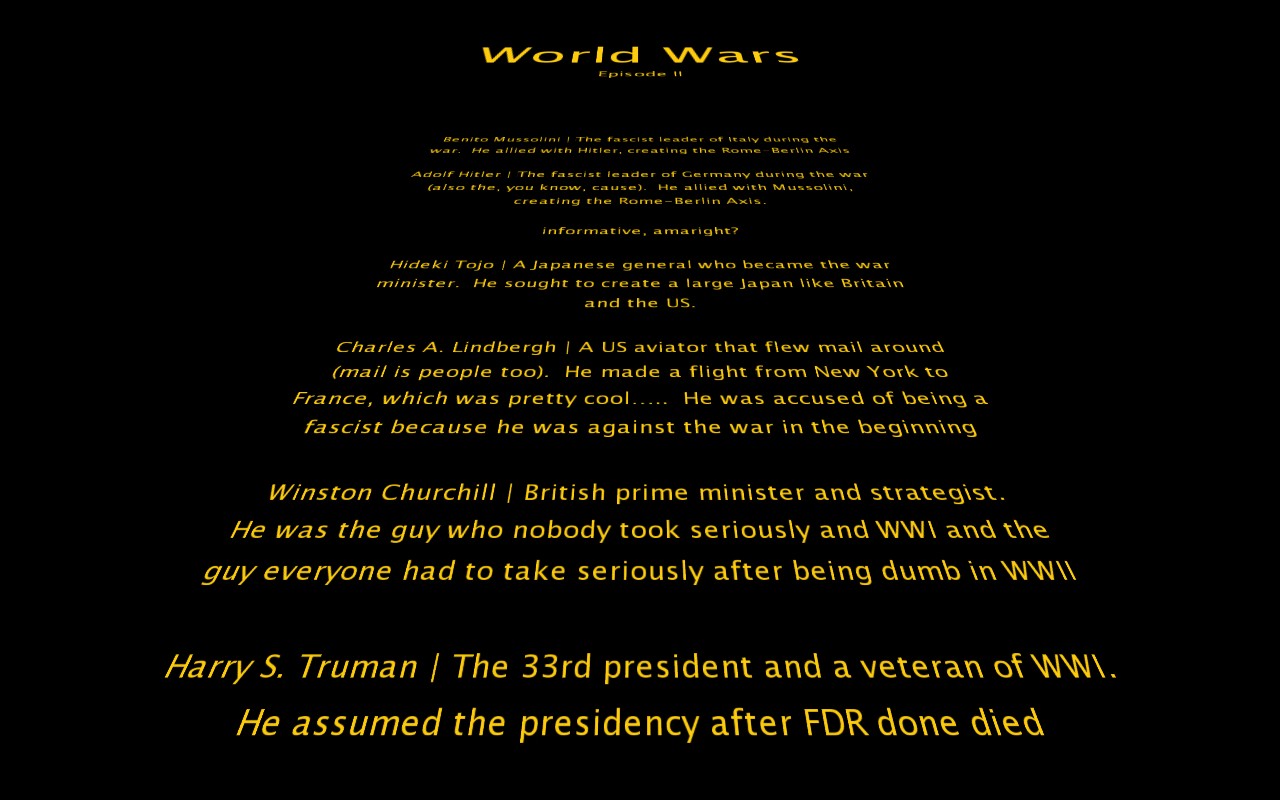 World Wars
Episode II
Benito Mussolini | The fascist leader of Italy during the
war.  He allied with Hitler, creating the Rome-Berlin Axis
Adolf Hitler | The fascist leader of Germany during the war
(also the, you know, cause).  He allied with Mussolini,
creating the Rome-Berlin Axis.
informative, amaright?
Hideki Tojo | A Japanese general who became the war
minister.  He sought to create a large Japan like Britain
and the US.
Charles A. Lindbergh | A US aviator that flew mail around
(mail is people too).  He made a flight from New York to
France, which was pretty cool.....  He was accused of being a
fascist because he was against the war in the beginning
Winston Churchill | British prime minister and strategist.
He was the guy who nobody took seriously and WWI and the
guy everyone had to take seriously after being dumb in WWII
Harry S. Truman | The 33rd president and a veteran of WWI.
He assumed the presidency after FDR done died